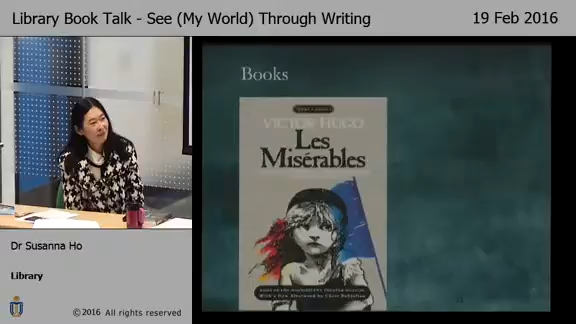 Library Book Talk - See (My World) Through Writing
19 Feb 2016
Books
VICTOR HUGO
Les
Misérables
Dr Susanna Ho
Library
©2016 All rights reserved